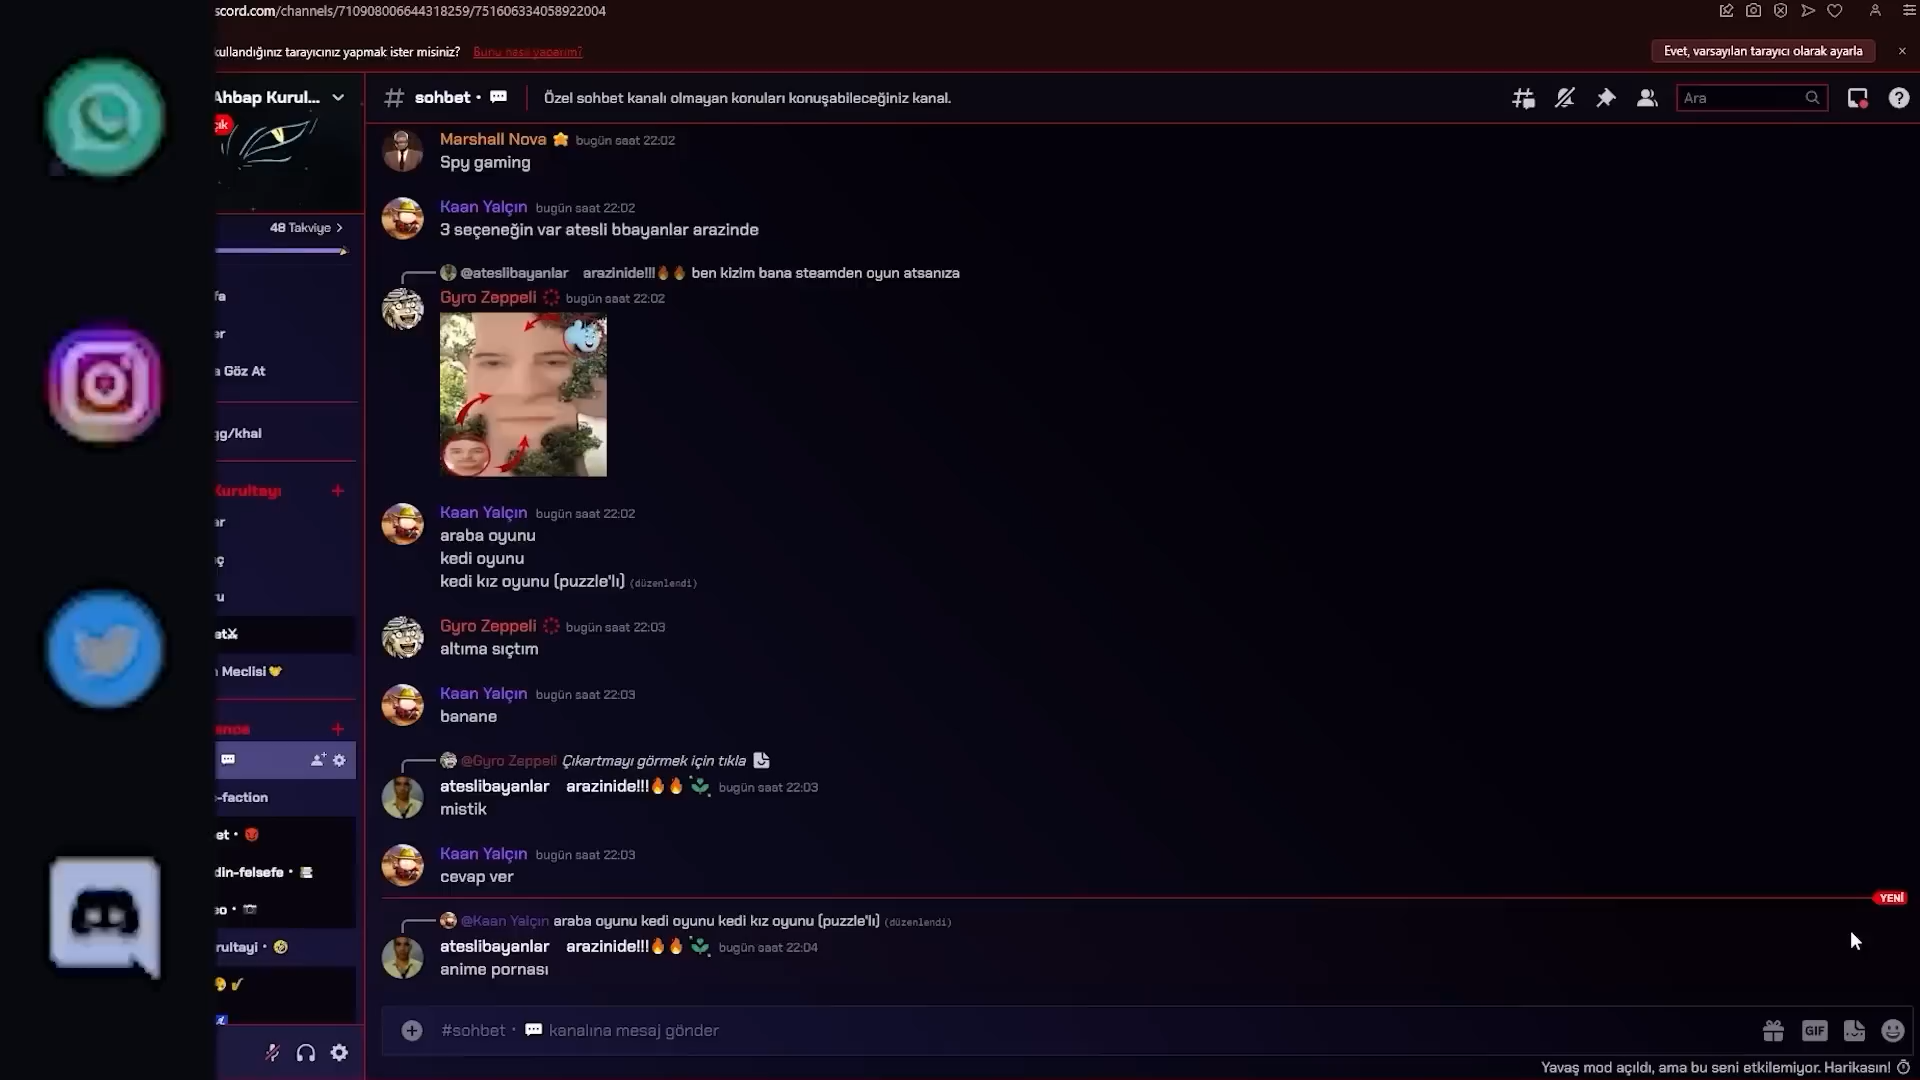 scord.com/channels/710908006644318259/751606334058922004
kullandığınız tarayıcınız yapmak ister misiniz? Bunu nasıl yaparım?
Evet, varsayılan tarayıcı olarak ayarla
Ahbap Kurul...
48 Takviye
a Göz At
gg/khai
Kurultayı
n Meclisi
-faction
din-felsefe •
rultayi •
# sohbet • 💬 Özel sohbet kanalı olmayan konuları konuşabileceğiniz kanal.
Ara
Marshall Nova ⭐ bugün saat 22:02
Spy gaming
Kaan Yalçın bugün saat 22:02
3 seçeneğin var atesli bbayanlar arazinde
@ateslibayanlar arazinide!!!🔥🔥 ben kizim bana steamden oyun atsanıza
Gyro Zeppeli bugün saat 22:02
Kaan Yalçın bugün saat 22:02
araba oyunu
kedi oyunu
kedi kız oyunu (puzzle'lı) (düzenlendi)
Gyro Zeppeli bugün saat 22:03
altıma sıçtım
Kaan Yalçın bugün saat 22:03
banane
@Gyro Zeppeli Çıkartmayı görmek için tıkla
ateslibayanlar arazinide!!!🔥🔥 bugün saat 22:03
mistik
Kaan Yalçın bugün saat 22:03
cevap ver
YENİ
@Kaan Yalçın araba oyunu kedi oyunu kedi kız oyunu (puzzle'lı) (düzenlendi)
ateslibayanlar arazinide!!!🔥🔥 bugün saat 22:04
anime pornası
#sohbet • 💬 kanalına mesaj gönder
GIF
Yavaş mod açıldı, ama bu seni etkilemiyor. Harikasın!